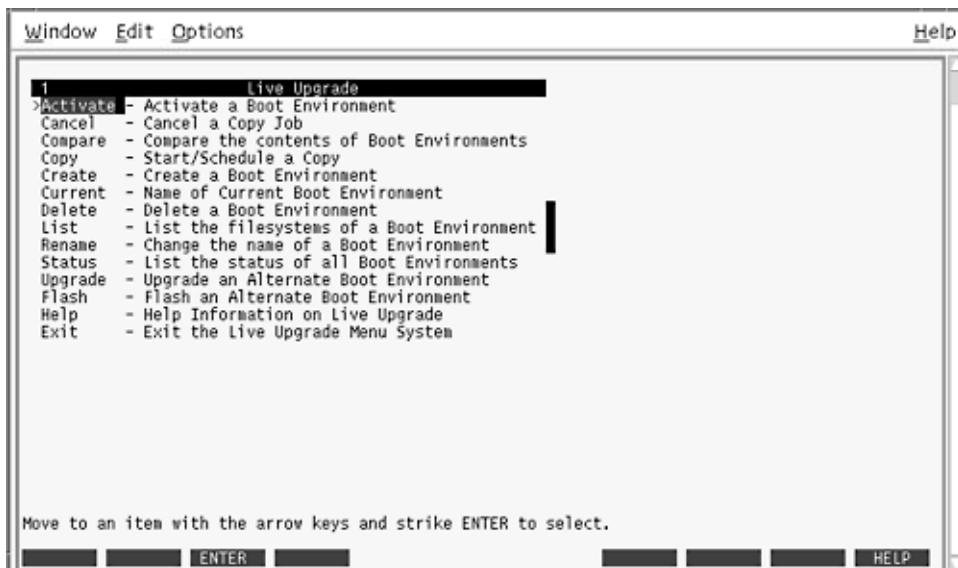 Window Edit Options Help
1 Live Upgrade
>Activate - Activate a Boot Environment
Cancel - Cancel a Copy Job
Compare - Compare the contents of Boot Environments
Copy - Start/Schedule a Copy
Create - Create a Boot Environment
Current - Name of Current Boot Environment
Delete - Delete a Boot Environment
List - List the filesystems of a Boot Environment
Rename - Change the name of a Boot Environment
Status - List the status of all Boot Environments
Upgrade - Upgrade an Alternate Boot Environment
Flash - Flash an Alternate Boot Environment
Help - Help Information on Live Upgrade
Exit - Exit the Live Upgrade Menu System
Move to an item with the arrow keys and strike ENTER to select.
ENTER HELP